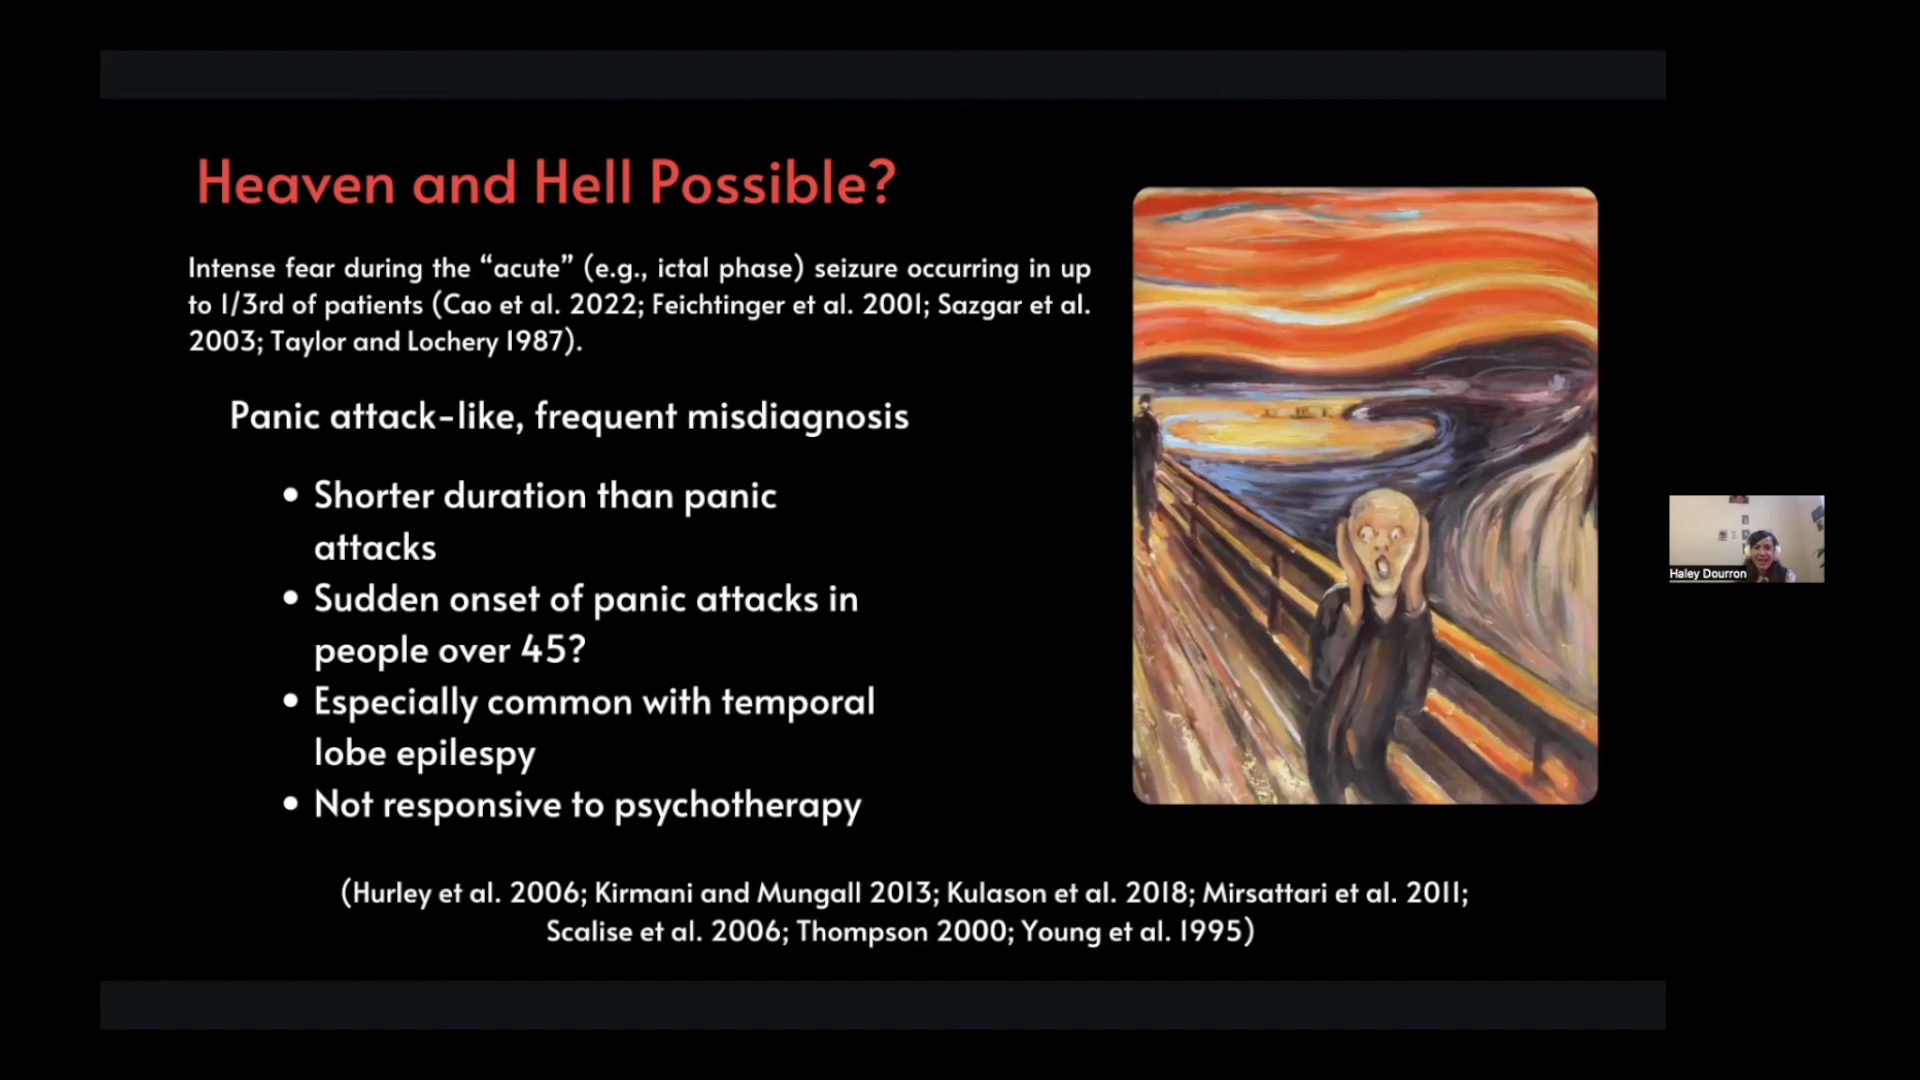 Heaven and Hell Possible?
Intense fear during the “acute” (e.g., ictal phase) seizure occurring in up
to 1/3rd of patients (Cao et al. 2022; Feichtinger et al. 2001; Sazgar et al.
2003; Taylor and Lochery 1987).
Panic attack-like, frequent misdiagnosis
• Shorter duration than panic
attacks
• Sudden onset of panic attacks in
people over 45?
• Especially common with temporal
lobe epilespy
• Not responsive to psychotherapy
Haley Dourron
(Hurley et al. 2006; Kirmani and Mungall 2013; Kulason et al. 2018; Mirsattari et al. 2011;
Scalise et al. 2006; Thompson 2000; Young et al. 1995)